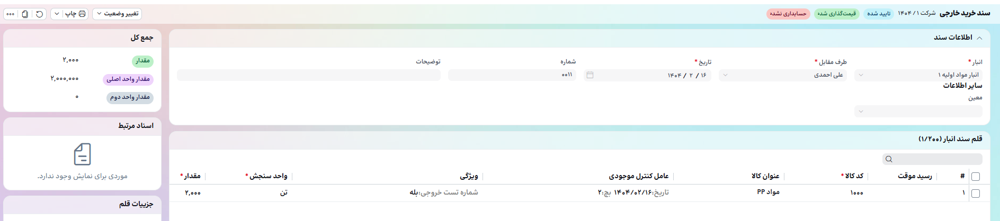 سند خرید خارجی شرکت ۱ / ۱۴۰۴ تایید شده قیمت‌گذاری شده حسابداری نشده
تغییر وضعیت چاپ
اطلاعات سند
انبار * طرف مقابل * تاریخ * شماره توضیحات
انبار مواد اولیه ۱ علی احمدی ۱۶ / ۲ / ۱۴۰۴ ۰۰۱۱
سایر اطلاعات
معین
قلم سند انبار (۱/۲۰۰)
# رسید موقت کد کالا * عنوان کالا عامل کنترل موجودی ویژگی واحد سنجش * مقدار *
۱ ۱۰۰۰ مواد PP تاریخ:۱۴۰۴/۰۲/۱۶ بچ:۲ شماره تست خروجی:بله تن ۲,۰۰۰
جمع کل
مقدار ۲,۰۰۰
مقدار واحد اصلی ۲,۰۰۰,۰۰۰
مقدار واحد دوم ۰
اسناد مرتبط
موردی برای نمایش وجود ندارد.
جزییات قلم